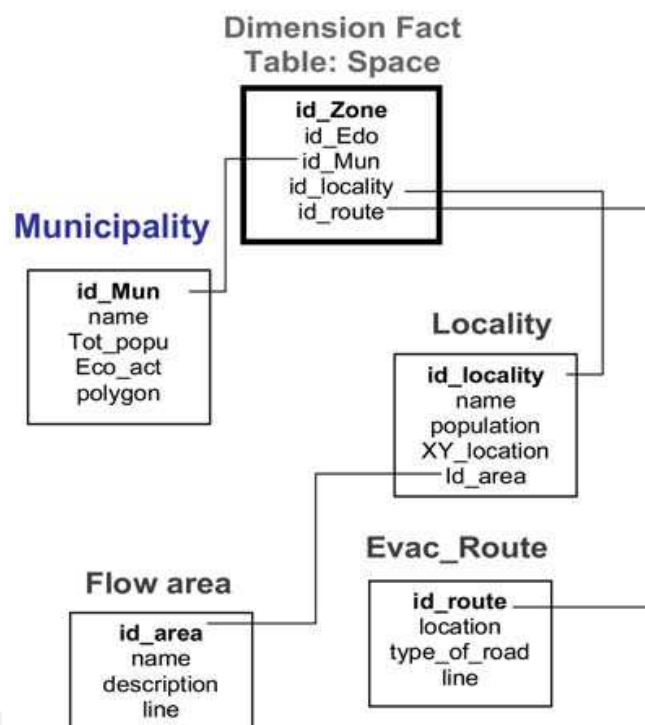 Dimension Fact
Table: Space
id_Zone
id_Edo
id_Mun
id_locality
id_route
Municipality
id_Mun
name
Tot_popu
Eco_act
polygon
Locality
id_locality
name
population
XY_location
Id_area
Flow area
id_area
name
description
line
Evac_Route
id_route
location
type_of_road
line